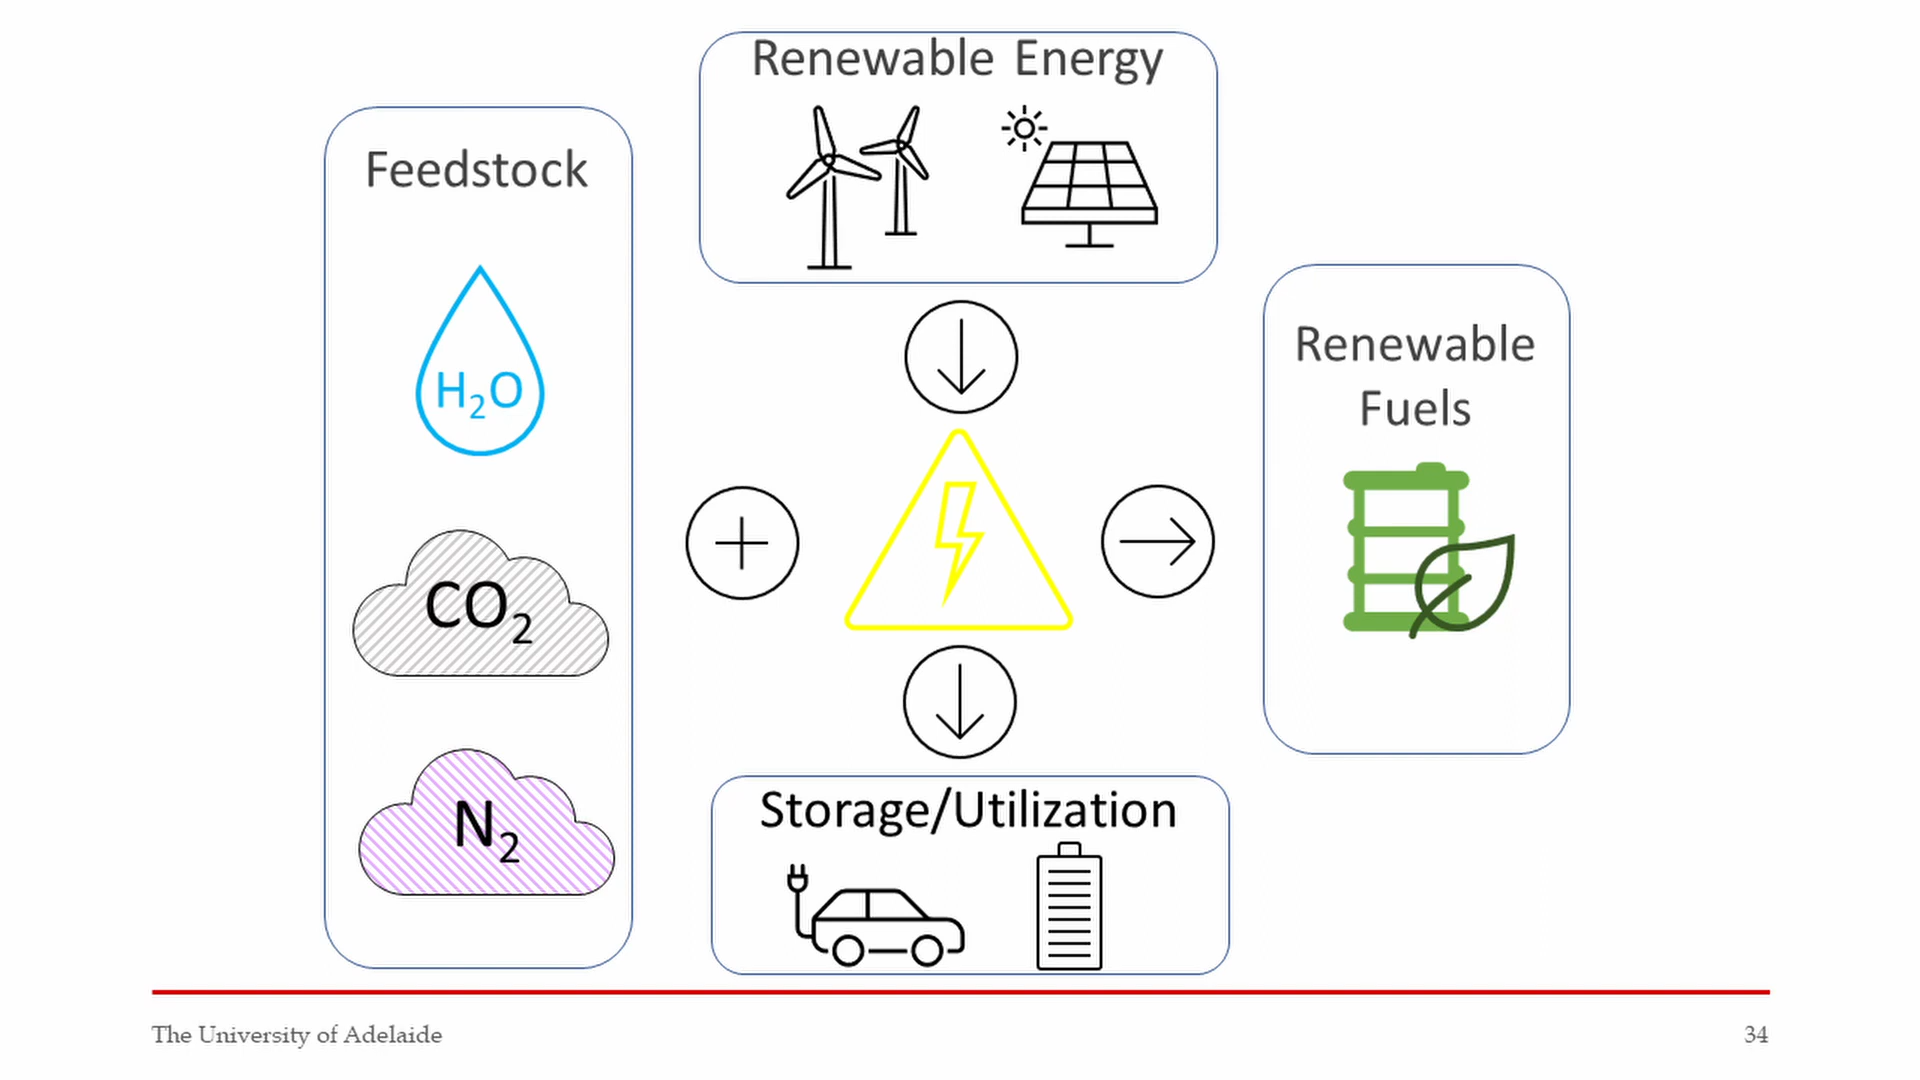 Renewable Energy
Feedstock
H₂O
CO₂
N₂
Renewable
Fuels
Storage/Utilization
The University of Adelaide
34